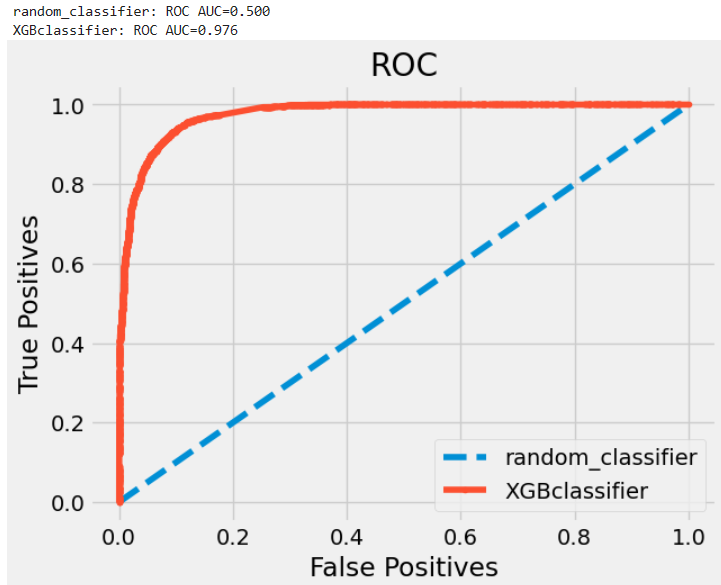 random_classifier: ROC AUC=0.500
XGBclassifier: ROC AUC=0.976
ROC
1.0
0.8
0.6
0.4
0.2
0.0
True Positives
0.0 0.2 0.4 0.6 0.8 1.0
False Positives
random_classifier
XGBclassifier